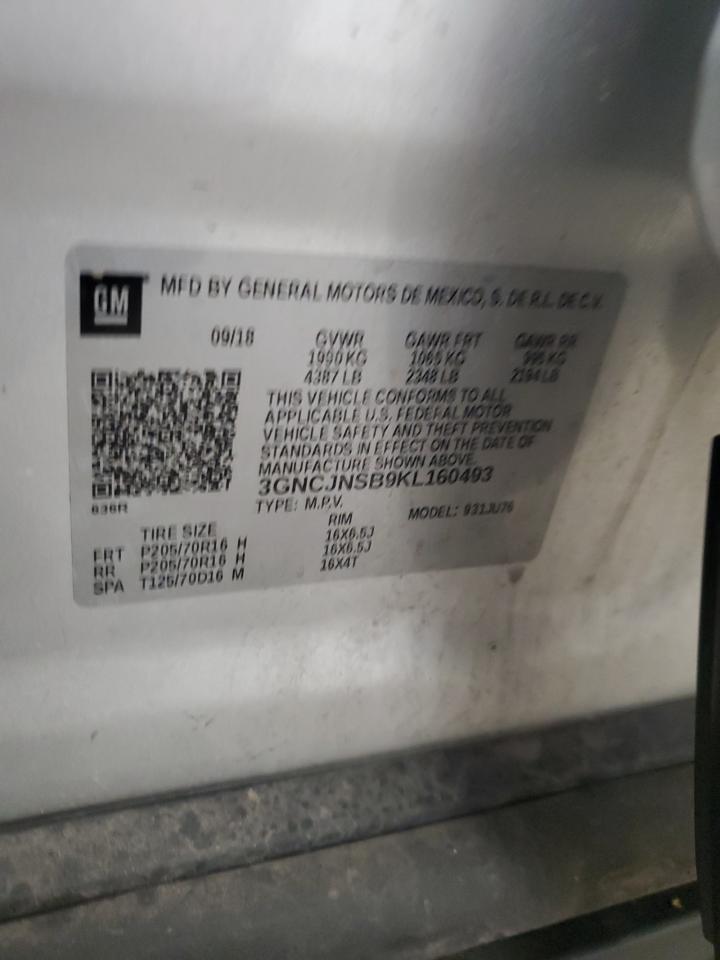 GM
MFD BY GENERAL MOTORS DE MEXICO, S. DE R.L. DE C.V.
09/18 GVWR GAWR FRT GAWR RR
1990 KG 1065 KG 995 KG
4387 LB 2348 LB 2194 LB
THIS VEHICLE CONFORMS TO ALL
APPLICABLE U.S. FEDERAL MOTOR
VEHICLE SAFETY AND THEFT PREVENTION
STANDARDS IN EFFECT ON THE DATE OF
MANUFACTURE SHOWN ABOVE.
3GNCJNSB9KL160493
TYPE: M.P.V. MODEL: 931JU76
TIRE SIZE RIM
FRT P205/70R16 H 16X6.5J
RR P205/70R16 H 16X6.5J
SPA T125/70D16 M 16X4T